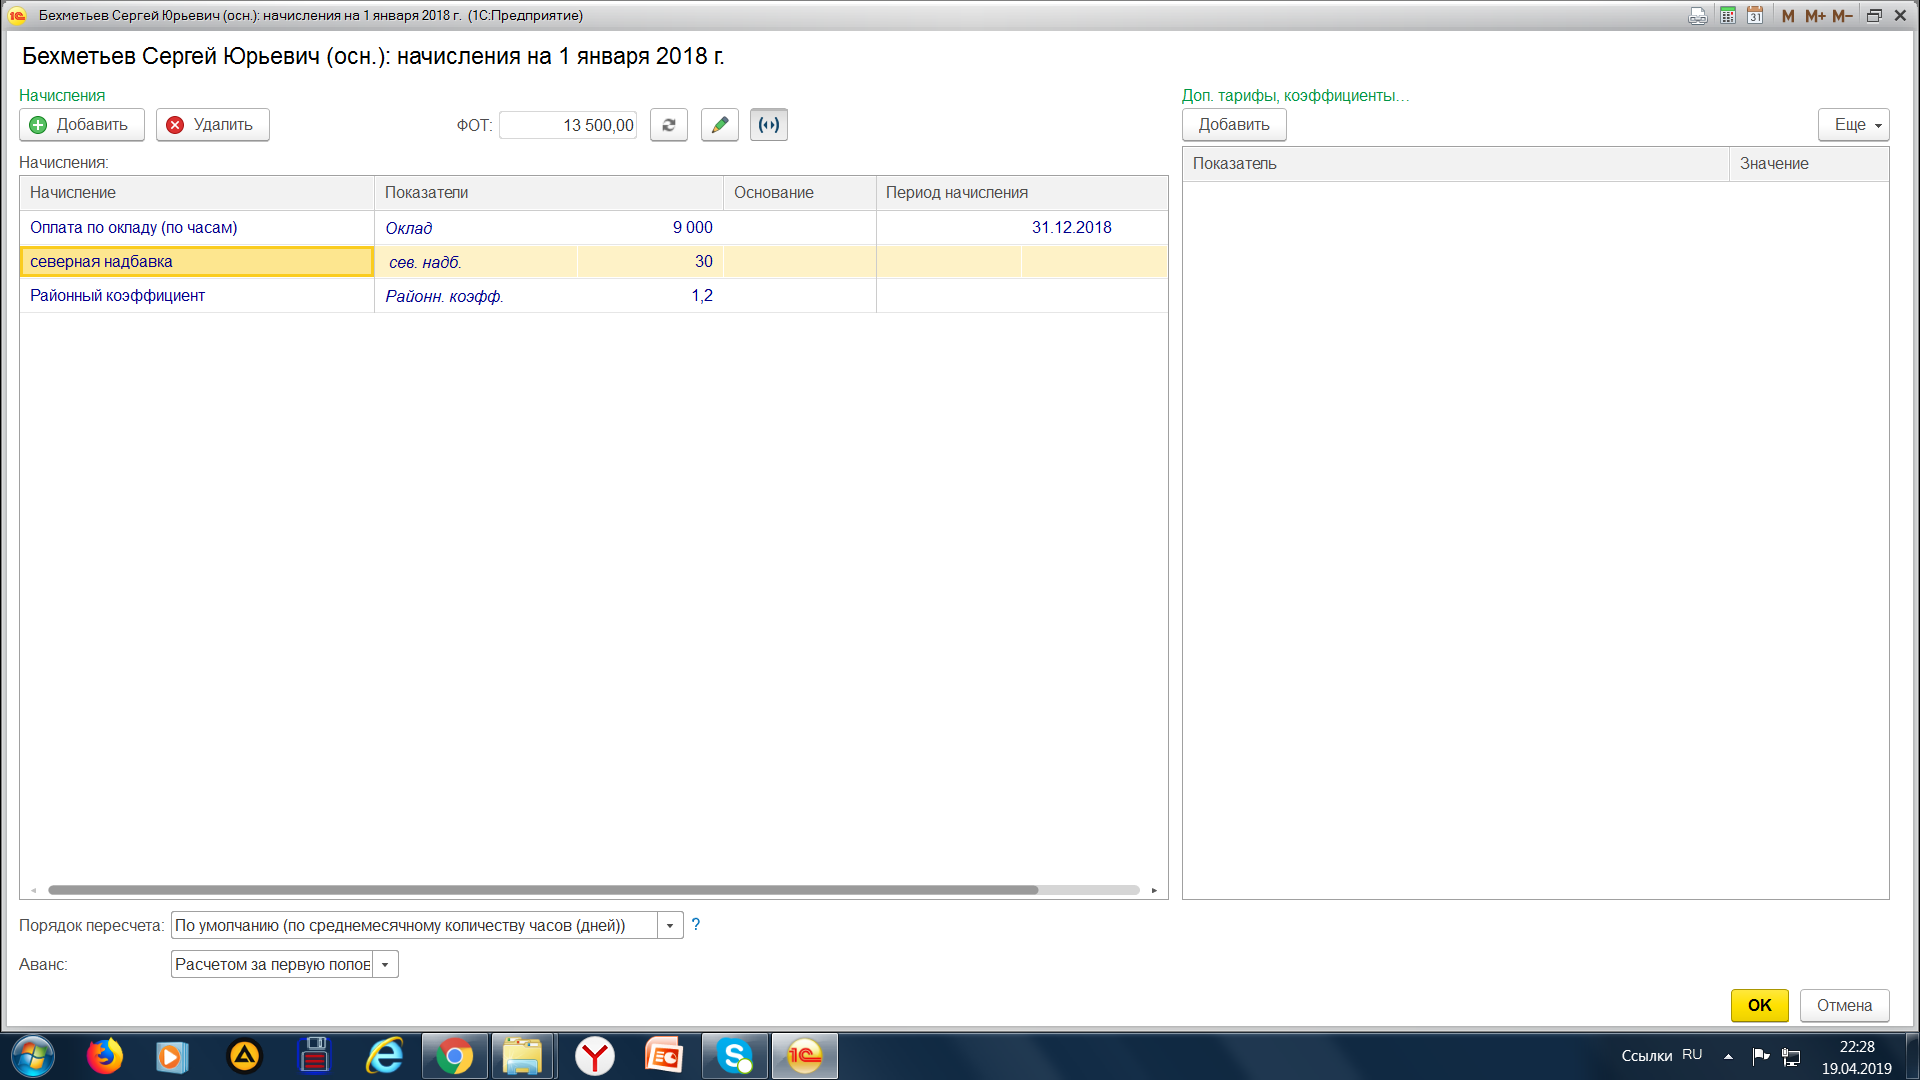 Бехметьев Сергей Юрьевич (осн.): начисления на 1 января 2018 г. (1С:Предприятие)
31 M M+ M−
Бехметьев Сергей Юрьевич (осн.): начисления на 1 января 2018 г.
Начисления
Доп. тарифы, коэффициенты…
Добавить Удалить ФОТ: 13 500,00
Добавить Еще
Начисления:
Показатель Значение
Начисление Показатели Основание Период начисления
Оплата по окладу (по часам) Оклад 9 000 31.12.2018
северная надбавка сев. надб. 30
Районный коэффициент Районн. коэфф. 1,2
Порядок пересчета: По умолчанию (по среднемесячному количеству часов (дней)) ?
Аванс: Расчетом за первую полов
OK Отмена
Ссылки RU 22:28
19.04.2019